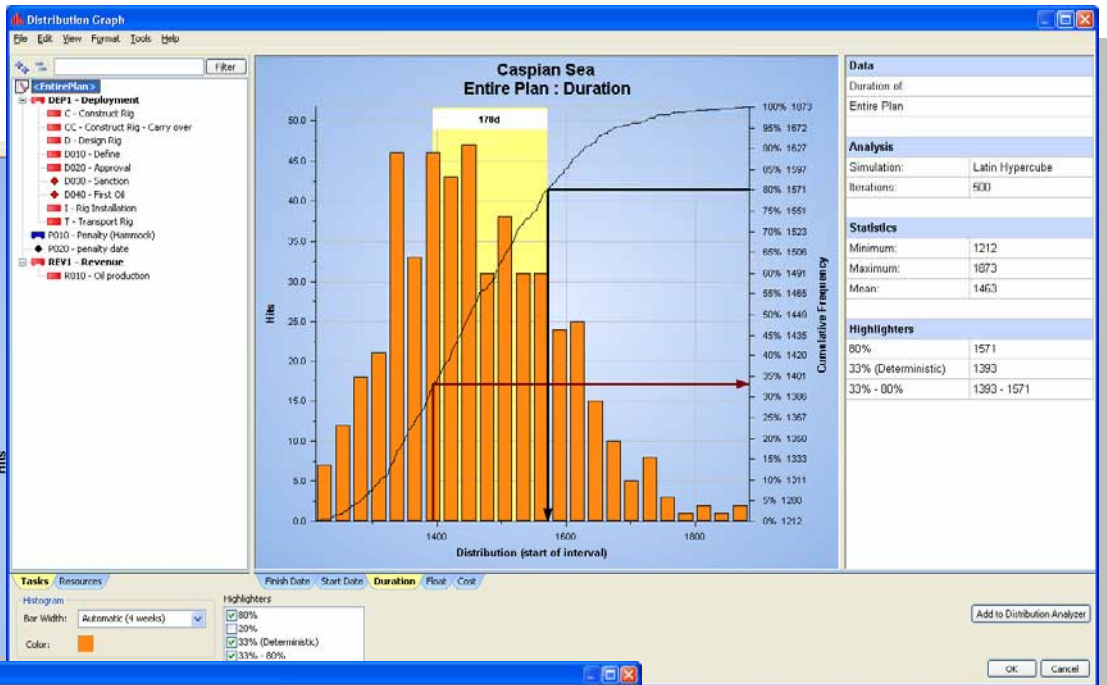 Distribution Graph
File Edit View Format Tools Help
Filter
<EntirePlan>
DEP1 - Deployment
C - Construct Rig
CC - Construct Rig - Carry over
D - Design Rig
D010 - Define
D020 - Approval
D030 - Sanction
D040 - First Oil
I - Rig Installation
T - Transport Rig
P010 - Penalty (Hammock)
P020 - penalty date
REV1 - Revenue
R010 - Oil production
Tasks Resources
Histogram
Bar Width: Automatic (4 weeks)
Color:
Caspian Sea
Entire Plan : Duration
178d
50.0
45.0
40.0
35.0
30.0
25.0
20.0
15.0
10.0
5.0
0.0
Hits
1400 1600 1800
Distribution (start of interval)
100% 1873
95% 1672
90% 1627
85% 1597
80% 1571
75% 1551
70% 1523
65% 1506
60% 1491
55% 1465
50% 1449
45% 1435
40% 1420
35% 1401
30% 1386
25% 1367
20% 1350
15% 1333
10% 1311
5% 1280
0% 1212
Cumulative Frequency
Finish Date Start Date Duration Float Cost
Highlighters
80%
20%
33% (Deterministic)
33% - 80%
Data
Duration of
Entire Plan
Analysis
Simulation: Latin Hypercube
Iterations: 500
Statistics
Minimum: 1212
Maximum: 1873
Mean: 1463
Highlighters
80% 1571
33% (Deterministic) 1393
33% - 80% 1393 - 1571
Add to Distribution Analyzer
OK Cancel
Hits